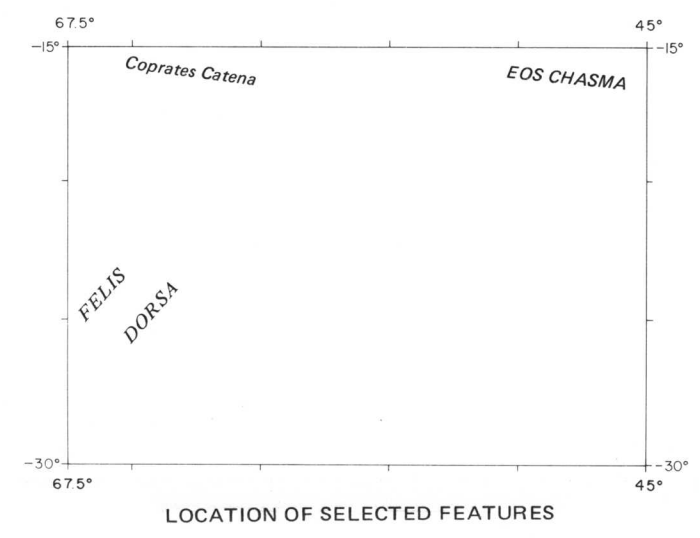 67.5° 45°
−15° −15°
Coprates Catena
EOS CHASMA
FELIS
DORSA
−30° −30°
67.5° 45°
LOCATION OF SELECTED FEATURES